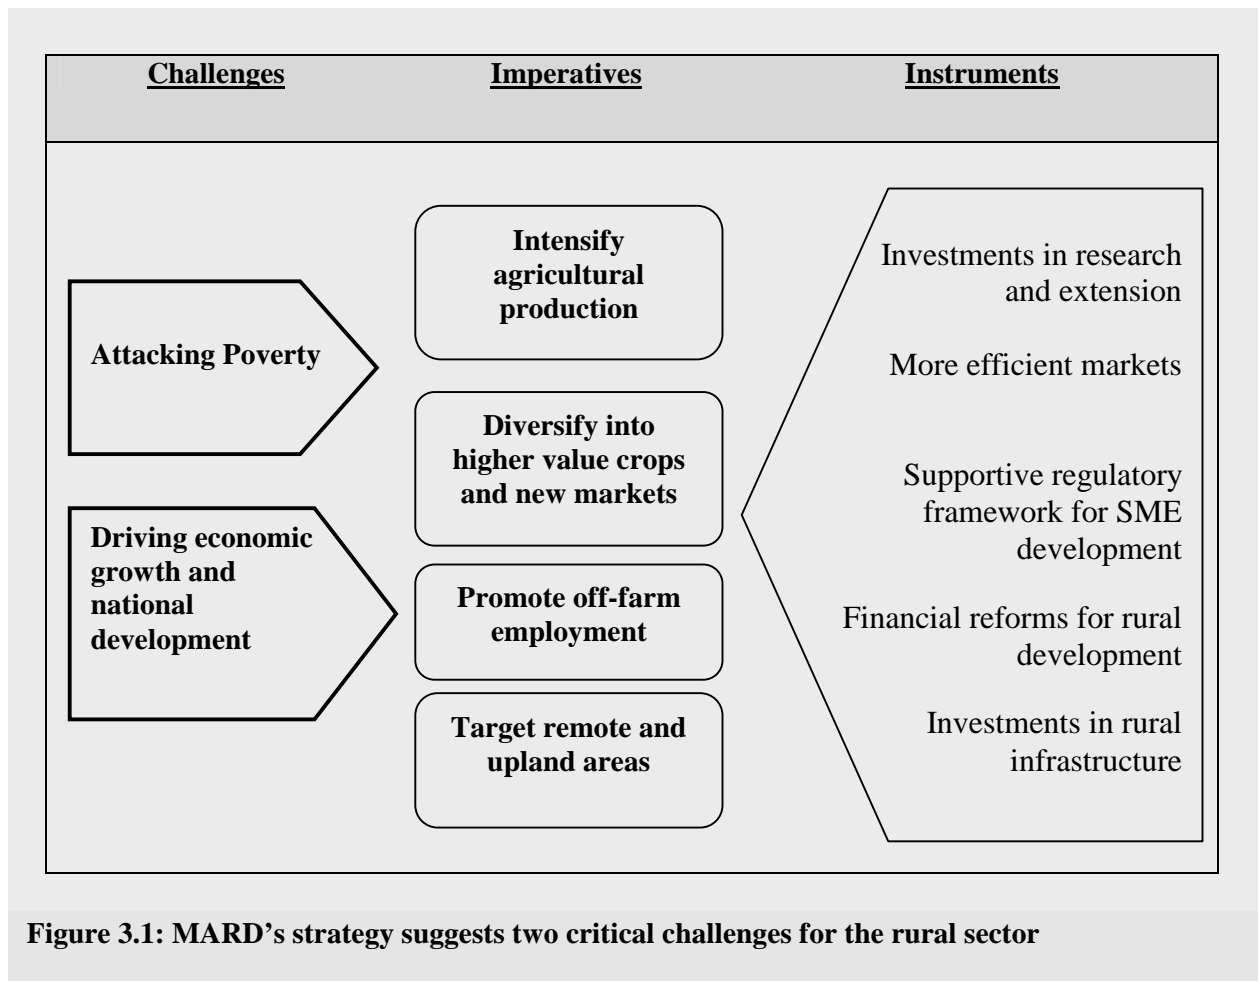 Challenges
Imperatives
Instruments
Attacking Poverty
Driving economic
growth and
national
development
Intensify
agricultural
production
Diversify into
higher value crops
and new markets
Promote off-farm
employment
Target remote and
upland areas
Investments in research
and extension
More efficient markets
Supportive regulatory
framework for SME
development
Financial reforms for rural
development
Investments in rural
infrastructure
Figure 3.1: MARD’s strategy suggests two critical challenges for the rural sector